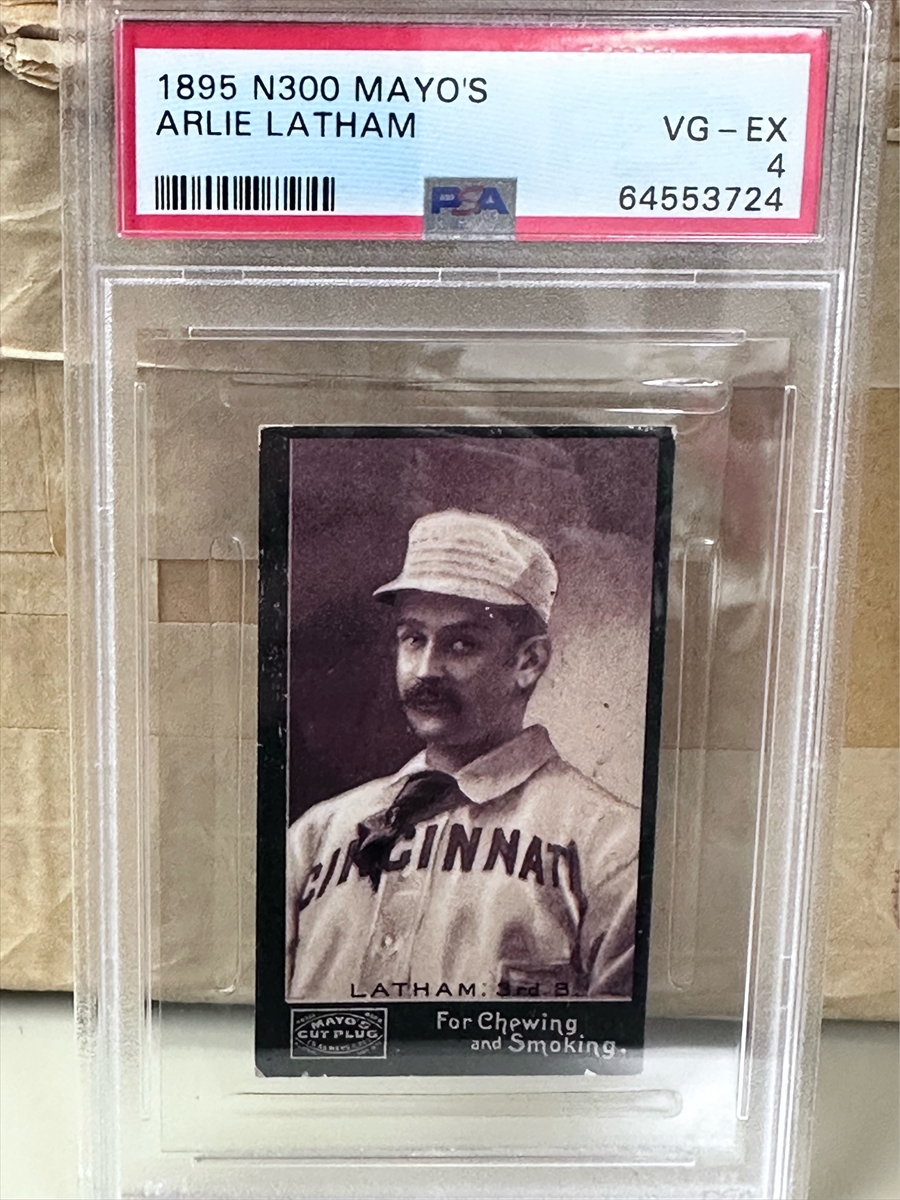 1895 N300 MAYO'S
ARLIE LATHAM
VG - EX
4
64553724
PSA
CINCINNATI
LATHAM. 3rd B.
MAYO'S
CUT PLUG
For Chewing
and Smoking.